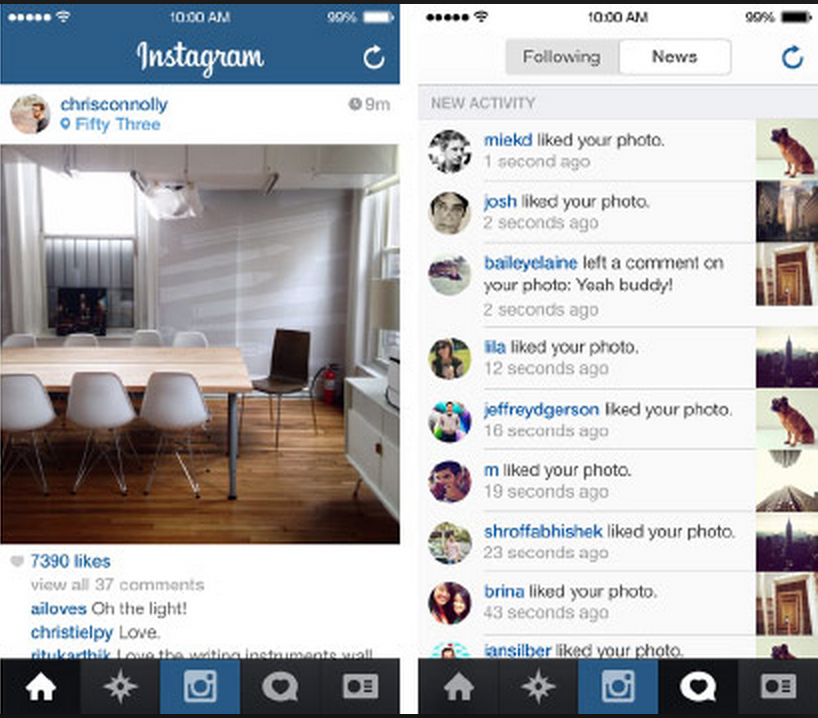 10:00 AM 99%
Instagram
chrisconnolly 9m
Fifty Three
7390 likes
view all 37 comments
ailoves Oh the light!
christielpy Love.
ritukarthik Love the writing instruments wall
10:00 AM 99%
Following News
NEW ACTIVITY
miekd liked your photo.
1 second ago
josh liked your photo.
2 seconds ago
baileyelaine left a comment on
your photo: Yeah buddy!
2 seconds ago
lila liked your photo.
12 seconds ago
jeffreydgerson liked your photo.
16 seconds ago
m liked your photo.
19 seconds ago
shroffabhishek liked your photo.
23 seconds ago
brina liked your photo.
43 seconds ago
iansilber liked your photo.